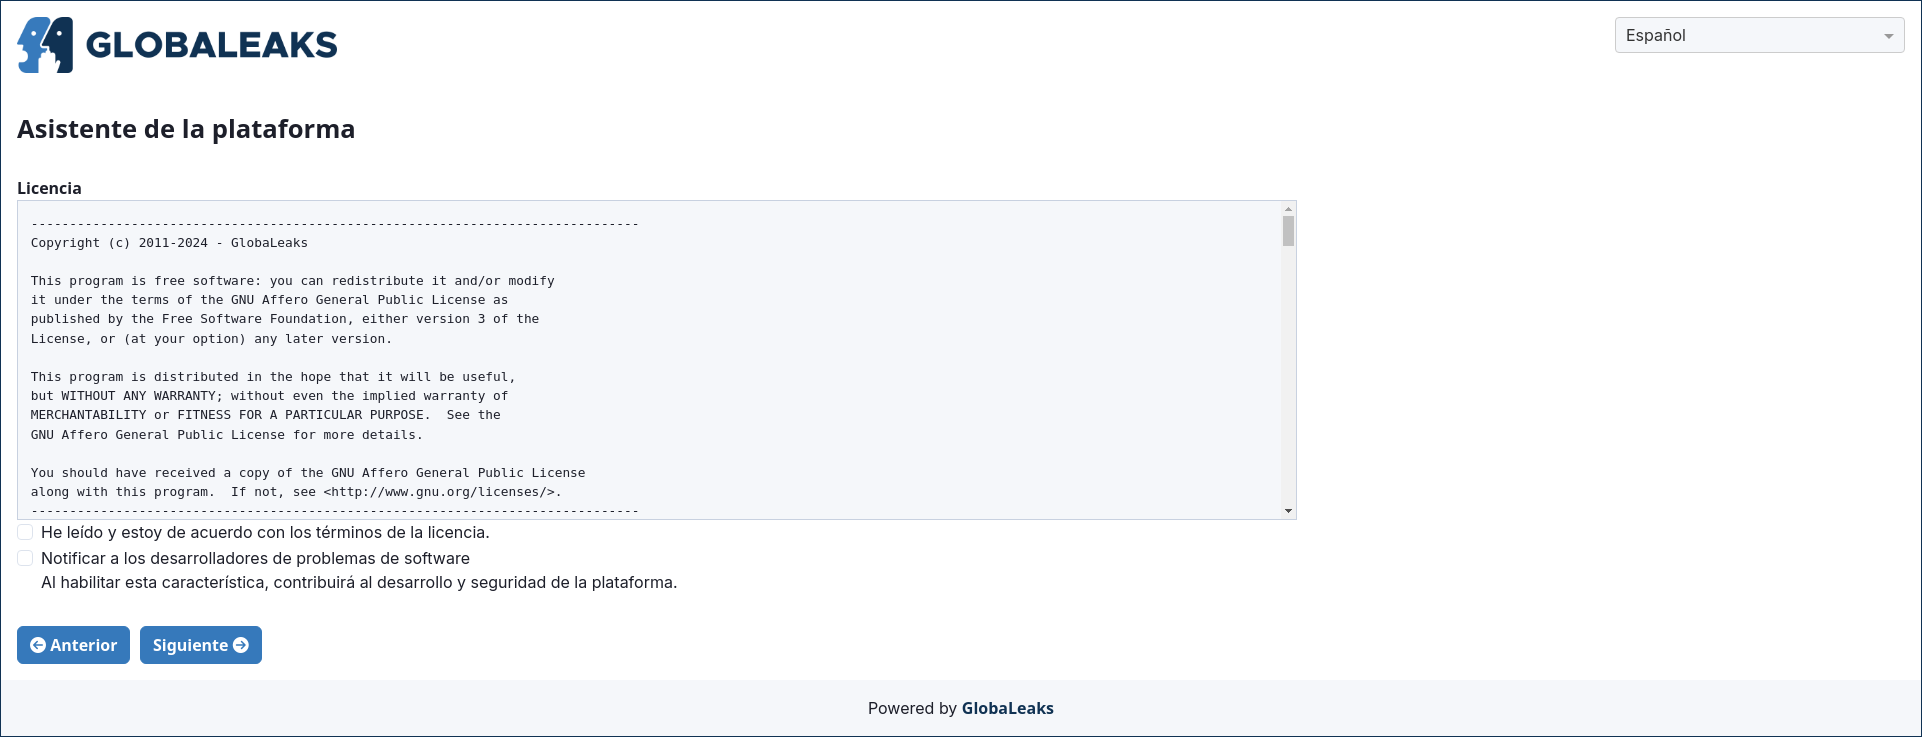 GLOBALEAKS
Español
Asistente de la plataforma
Licencia
-------------------------------------------------------------------------------
Copyright (c) 2011-2024 - GlobaLeaks
This program is free software: you can redistribute it and/or modify
it under the terms of the GNU Affero General Public License as
published by the Free Software Foundation, either version 3 of the
License, or (at your option) any later version.
This program is distributed in the hope that it will be useful,
but WITHOUT ANY WARRANTY; without even the implied warranty of
MERCHANTABILITY or FITNESS FOR A PARTICULAR PURPOSE.  See the
GNU Affero General Public License for more details.
You should have received a copy of the GNU Affero General Public License
along with this program.  If not, see <http://www.gnu.org/licenses/>.
-------------------------------------------------------------------------------
He leído y estoy de acuerdo con los términos de la licencia.
Notificar a los desarrolladores de problemas de software
Al habilitar esta característica, contribuirá al desarrollo y seguridad de la plataforma.
Anterior
Siguiente
Powered by GlobaLeaks